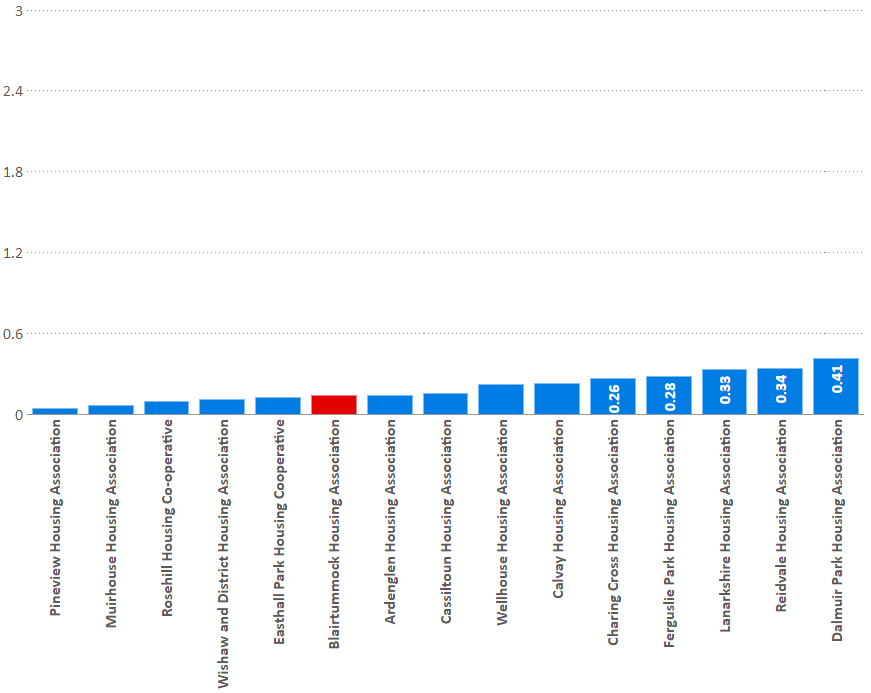 3
2.4
1.8
1.2
0.6
0
0.26
0.28
0.33
0.34
0.41
Pineview Housing Association
Muirhouse Housing Association
Rosehill Housing Co-operative
Wishaw and District Housing Association
Easthall Park Housing Cooperative
Blairtummock Housing Association
Ardenglen Housing Association
Cassiltoun Housing Association
Wellhouse Housing Association
Calvay Housing Association
Charing Cross Housing Association
Ferguslie Park Housing Association
Lanarkshire Housing Association
Reidvale Housing Association
Dalmuir Park Housing Association